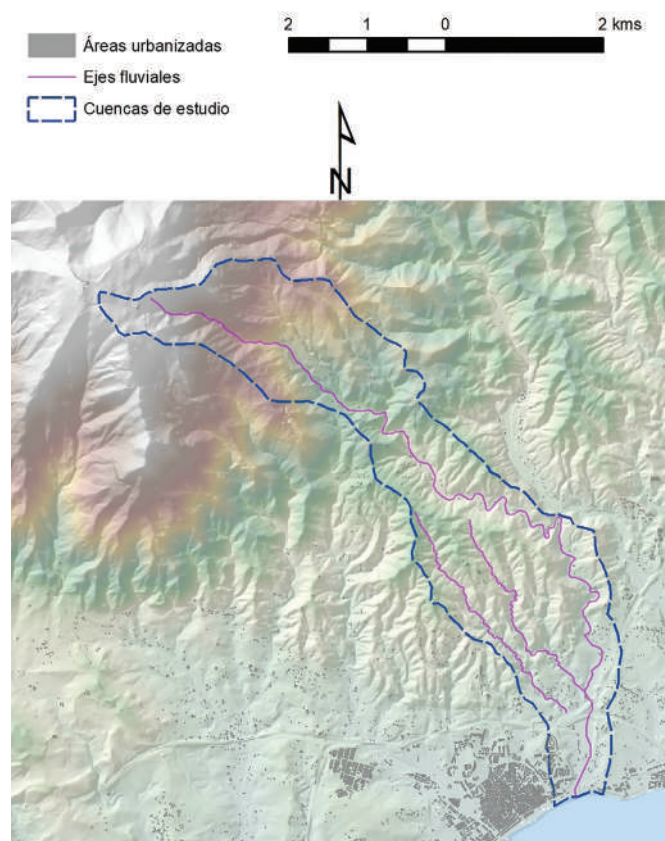 2 1 0 2 kms
Áreas urbanizadas
Ejes fluviales
Cuencas de estudio
N